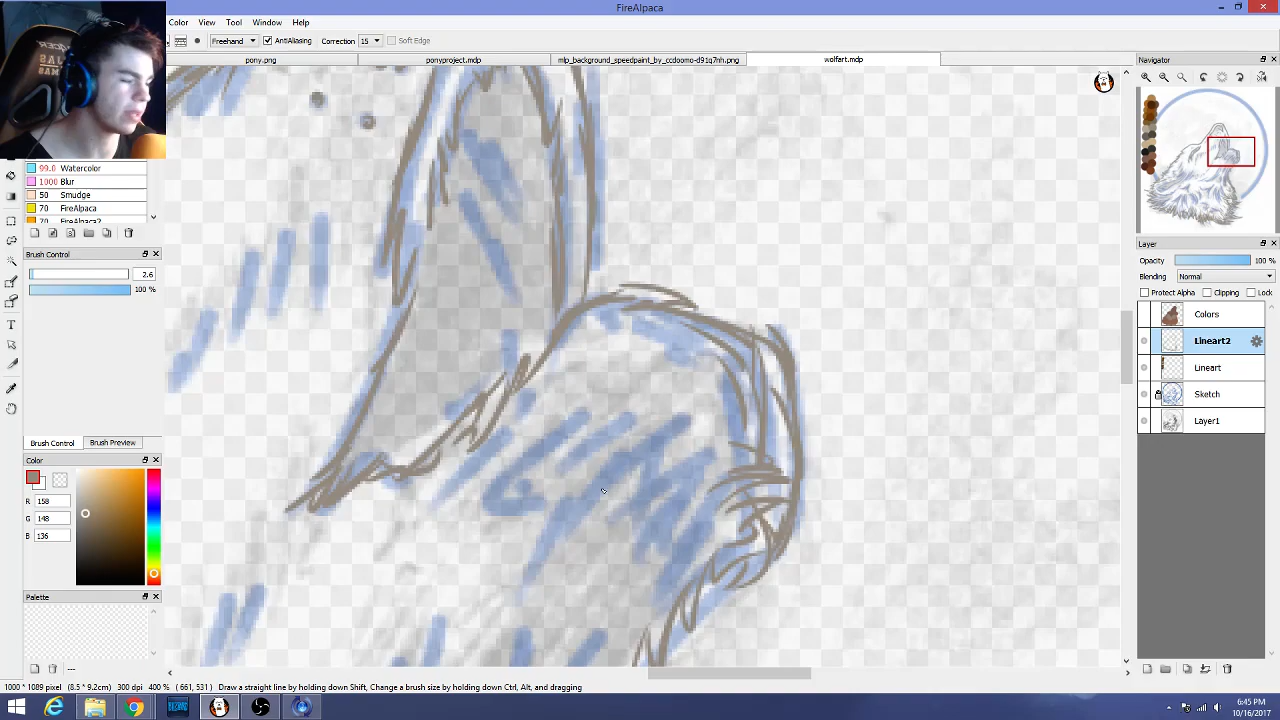 FireAlpaca
Color View Tool Window Help
Freehand AntiAliasing Correction 15 Soft Edge
pony.png ponyproject.mdp mlp_background_speedpaint_by_ccdoomo-d91q7nh.png wolfart.mdp
Navigator
99.0 Watercolor
1000 Blur
50 Smudge
70 FireAlpaca
70 FireAlpaca2
Brush Control
2.6
100 %
Brush Control Brush Preview
Color
R 158
G 148
B 136
Palette
---
Layer
Opacity 100 %
Blending Normal
Protect Alpha Clipping Lock
Colors
Lineart2
Lineart
Sketch
Layer1
1000 * 1089 pixel (8.5 * 9.2cm) 300 dpi 400 % ( 661, 531 ) Draw a straight line by holding down Shift, Change a brush size by holding down Ctrl, Alt, and dragging
6:45 PM
10/16/2017